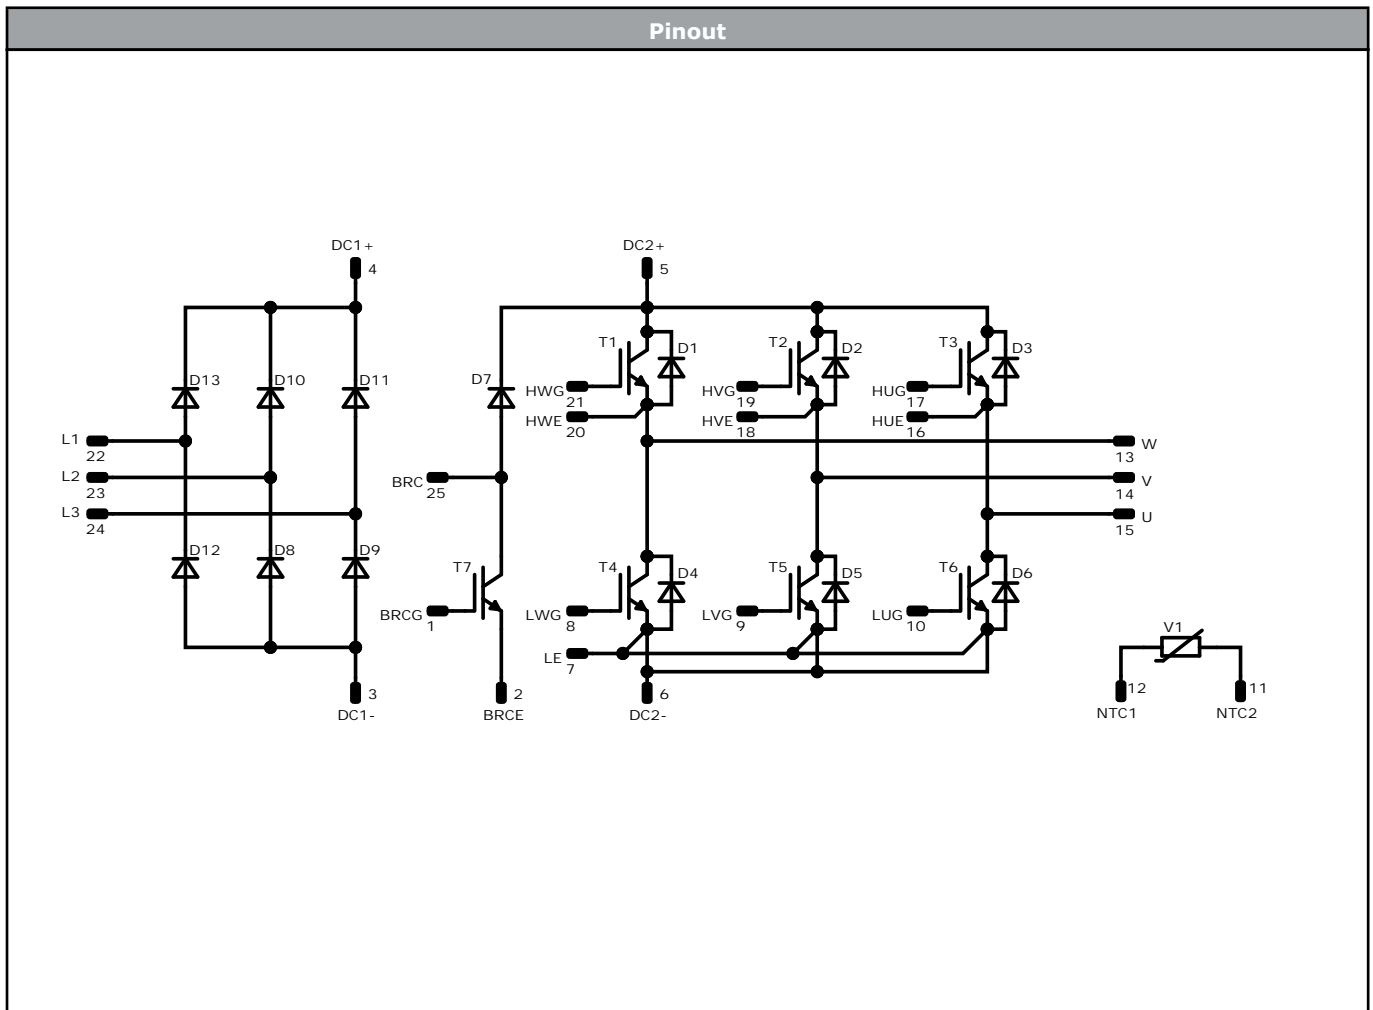 Pinout
DC1+
4
DC2+
5
T1
D1
T2
D2
T3
D3
D13
D10
D11
D7
HWG
21
HVG
19
HUG
17
HWE
20
HVE
18
HUE
16
L1
22
W
13
L2
23
BRC
25
V
14
L3
24
U
15
D12
D8
D9
T7
T4
D4
T5
D5
T6
D6
BRCG
1
LWG
8
LVG
9
LUG
10
LE
7
V1
3
DC1-
2
BRCE
6
DC2-
12
NTC1
11
NTC2